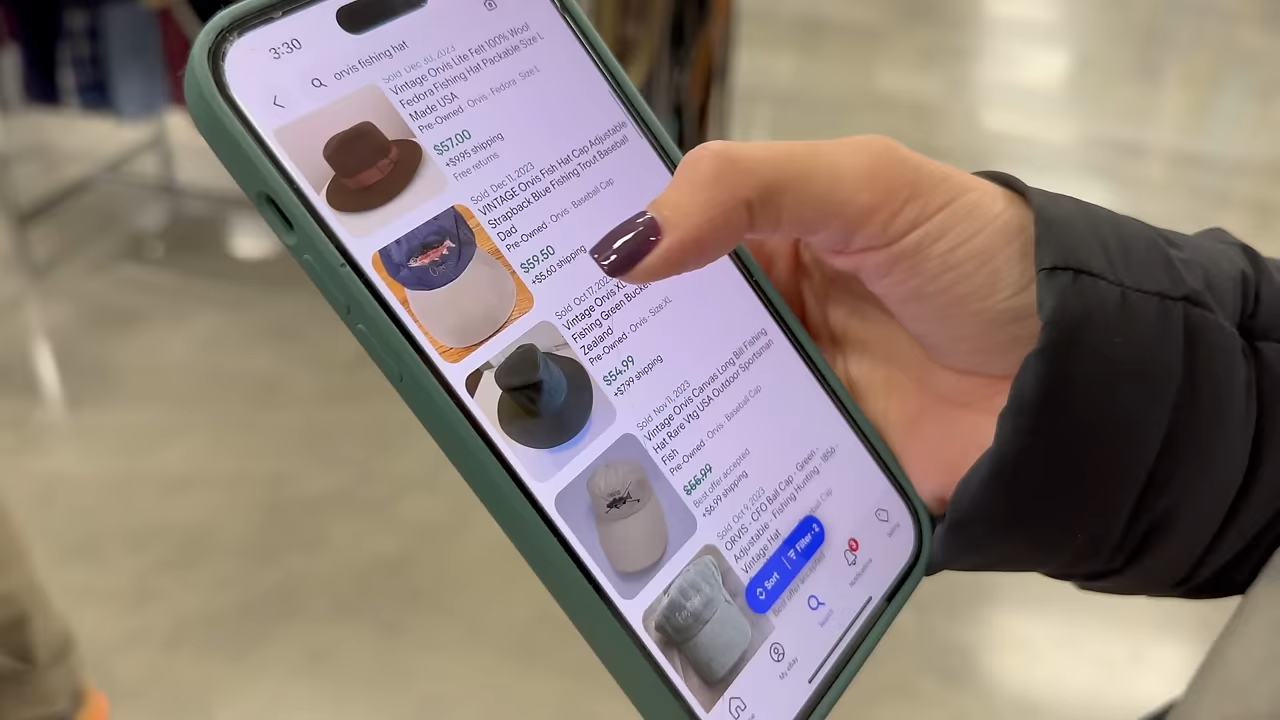 3:30
orvis fishing hat
Sold Dec 30, 2023
Vintage Orvis Lite Felt 100% Wool
Fedora Fishing Hat Packable Size L
Made USA
Pre-Owned · Orvis · Fedora · Size L
$57.00
+$9.95 shipping
Free returns
Sold Dec 11, 2023
VINTAGE Orvis Fish Hat Cap Adjustable
Strapback Blue Fishing Trout Baseball
Dad
Pre-Owned · Orvis · Baseball Cap
$59.50
+$5.60 shipping
Sold Oct 17, 2023
Vintage Orvis
Fishing Green Bucket
Zealand
Pre-Owned · Orvis · Size XL
$54.99
+$7.99 shipping
Sold Nov 11, 2023
Vintage Orvis Canvas Long Bill Fishing
Hat Rare Vtg USA Outdoor Sportsman
Fish
Pre-Owned · Orvis · Baseball Cap
Best offer accepted
+$6.99 shipping
Sold Oct 9, 2023
ORVIS - CFO Ball Cap - Green -
Adjustable - Fishing Hunting - 1856 -
Vintage Hat
Best offer accepted
Sort
Filter · 2
My eBay
Search
Notifications
Selling